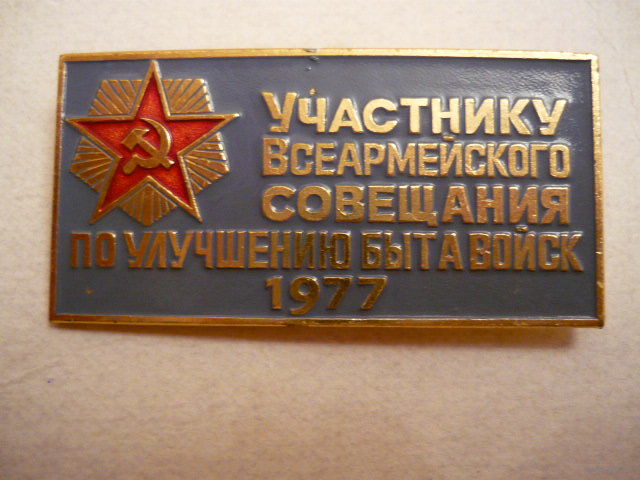 УЧАСТНИКУ
ВСЕАРМЕЙСКОГО
СОВЕЩАНИЯ
ПО УЛУЧШЕНИЮ БЫТА ВОЙСК
1977